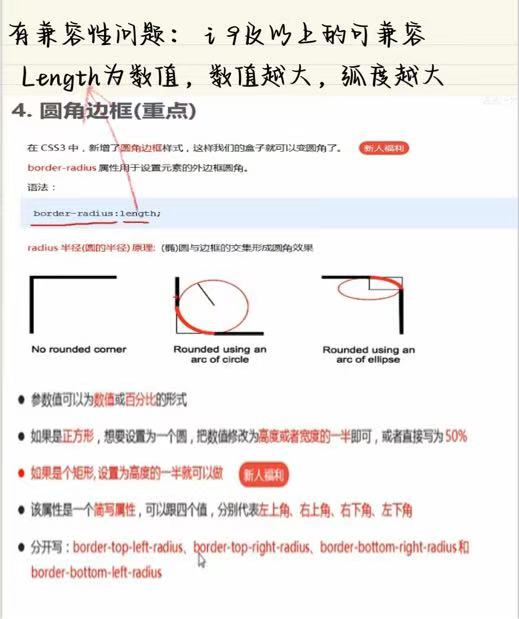 有兼容性问题: i9及以上的可兼容
Length为数值,数值越大,弧度越大
4. 圆角边框(重点)
在 CSS3 中，新增了圆角边框样式，这样我们的盒子就可以变圆角了。 新人福利
border-radius 属性用于设置元素的外边框圆角。
语法：
border-radius:length;
radius 半径(圆的半径) 原理: (椭)圆与边框的交集形成圆角效果
No rounded corner
Rounded using an
arc of circle
Rounded using an
arc of ellipse
● 参数值可以为数值或百分比的形式
● 如果是正方形，想要设置为一个圆，把数值修改为高度或者宽度的一半即可，或者直接写为 50%
● 如果是个矩形, 设置为高度的一半就可以做 新人福利
● 该属性是一个简写属性，可以跟四个值，分别代表左上角、右上角、右下角、左下角
● 分开写：border-top-left-radius、border-top-right-radius、border-bottom-right-radius 和
border-bottom-left-radius